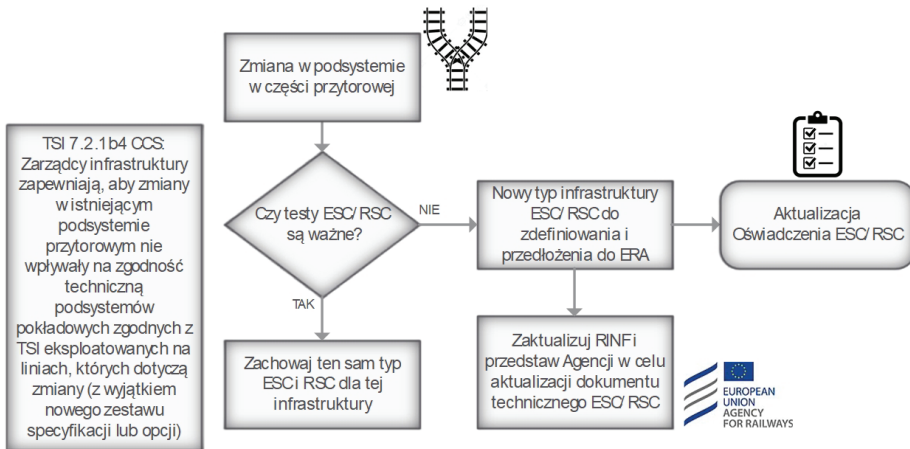 Zmiana w podsystemie
w części przytorowej
TSI 7.2.1b4 CCS:
Zarządcy infrastruktury
zapewniają, aby zmiany
w istniejącym
podsystemie
przytorowym nie
wpływały na zgodność
techniczną
podsystemów
pokładowych zgodnych z
TSI eksploatowanych na
liniach, których dotyczą
zmiany (z wyjątkiem
nowego zestawu
specyfikacji lub opcji)
Czy testy ESC/ RSC
są ważne?
NIE
TAK
Nowy typ infrastruktury
ESC/ RSC do
zdefiniowania i
przedłożenia do ERA
Aktualizacja
Oświadczenia ESC/ RSC
Zachowaj ten sam typ
ESC i RSC dla tej
infrastruktury
Zaktualizuj RINF i
przedstaw Agencji w celu
aktualizacji dokumentu
technicznego ESC/ RSC
EUROPEAN
UNION
AGENCY
FOR RAILWAYS